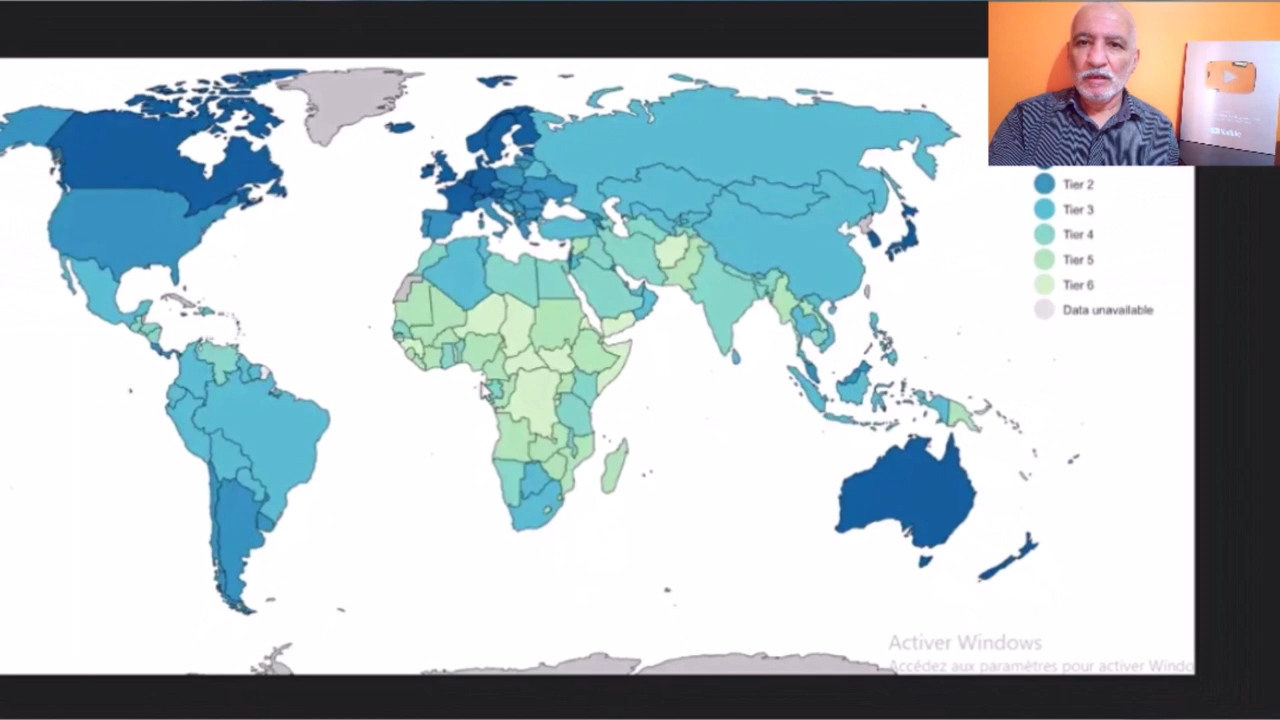 Tier 2
Tier 3
Tier 4
Tier 5
Tier 6
Data unavailable
Activer Windows
Accédez aux paramètres pour activer Windo